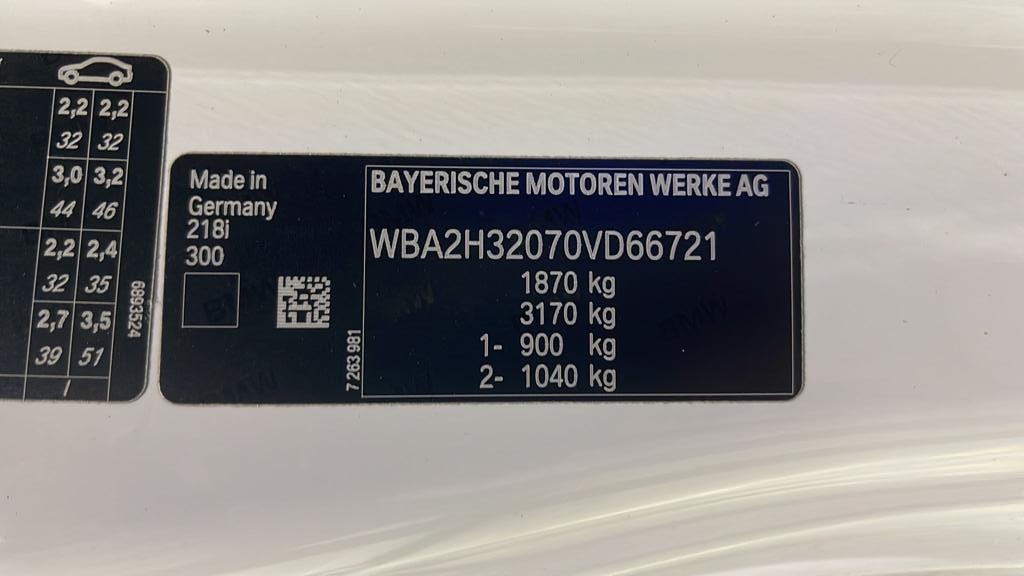 2,2 2,2
32 32
3,0 3,2
44 46
2,2 2,4
32 35
2,7 3,5
39 51
/
6893624
Made in
Germany
218i
300
7 263 981
BAYERISCHE MOTOREN WERKE AG
WBA2H32070VD66721
1870 kg
3170 kg
1- 900 kg
2- 1040 kg